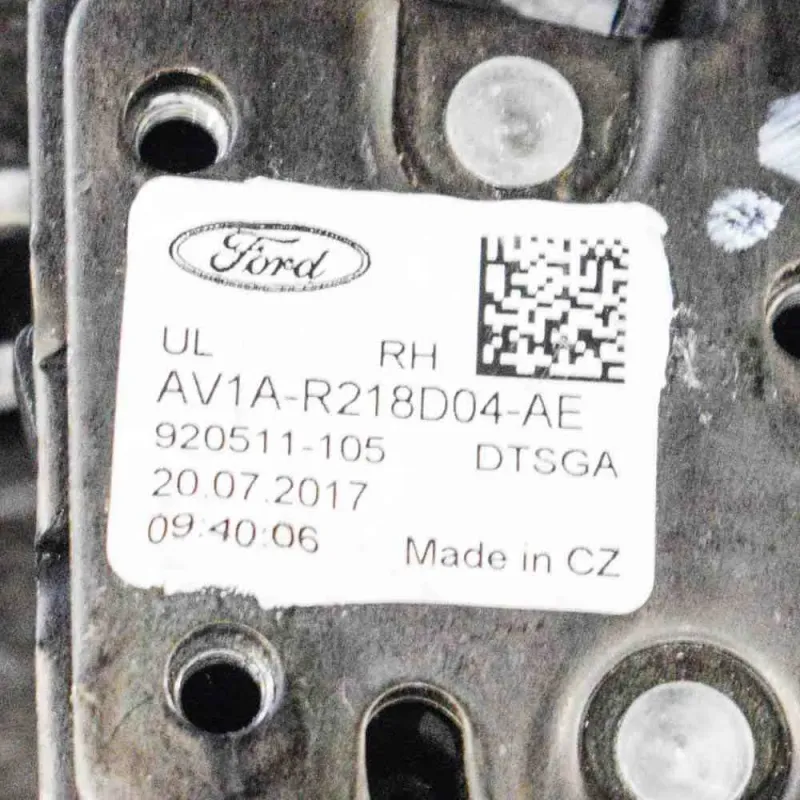 Ford
UL RH
AV1A-R218D04-AE
920511-105 DTSGA
20.07.2017
09:40:06 Made in CZ